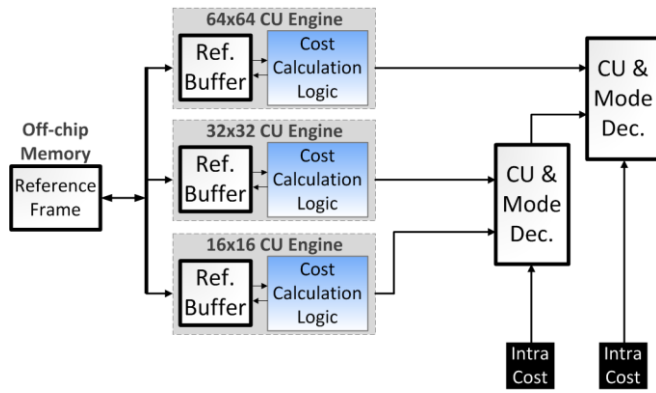 64x64 CU Engine
Ref.
Buffer
Cost
Calculation
Logic
CU &
Mode
Dec.
Off-chip
Memory
Reference
Frame
32x32 CU Engine
Ref.
Buffer
Cost
Calculation
Logic
CU &
Mode
Dec.
16x16 CU Engine
Ref.
Buffer
Cost
Calculation
Logic
Intra
Cost
Intra
Cost